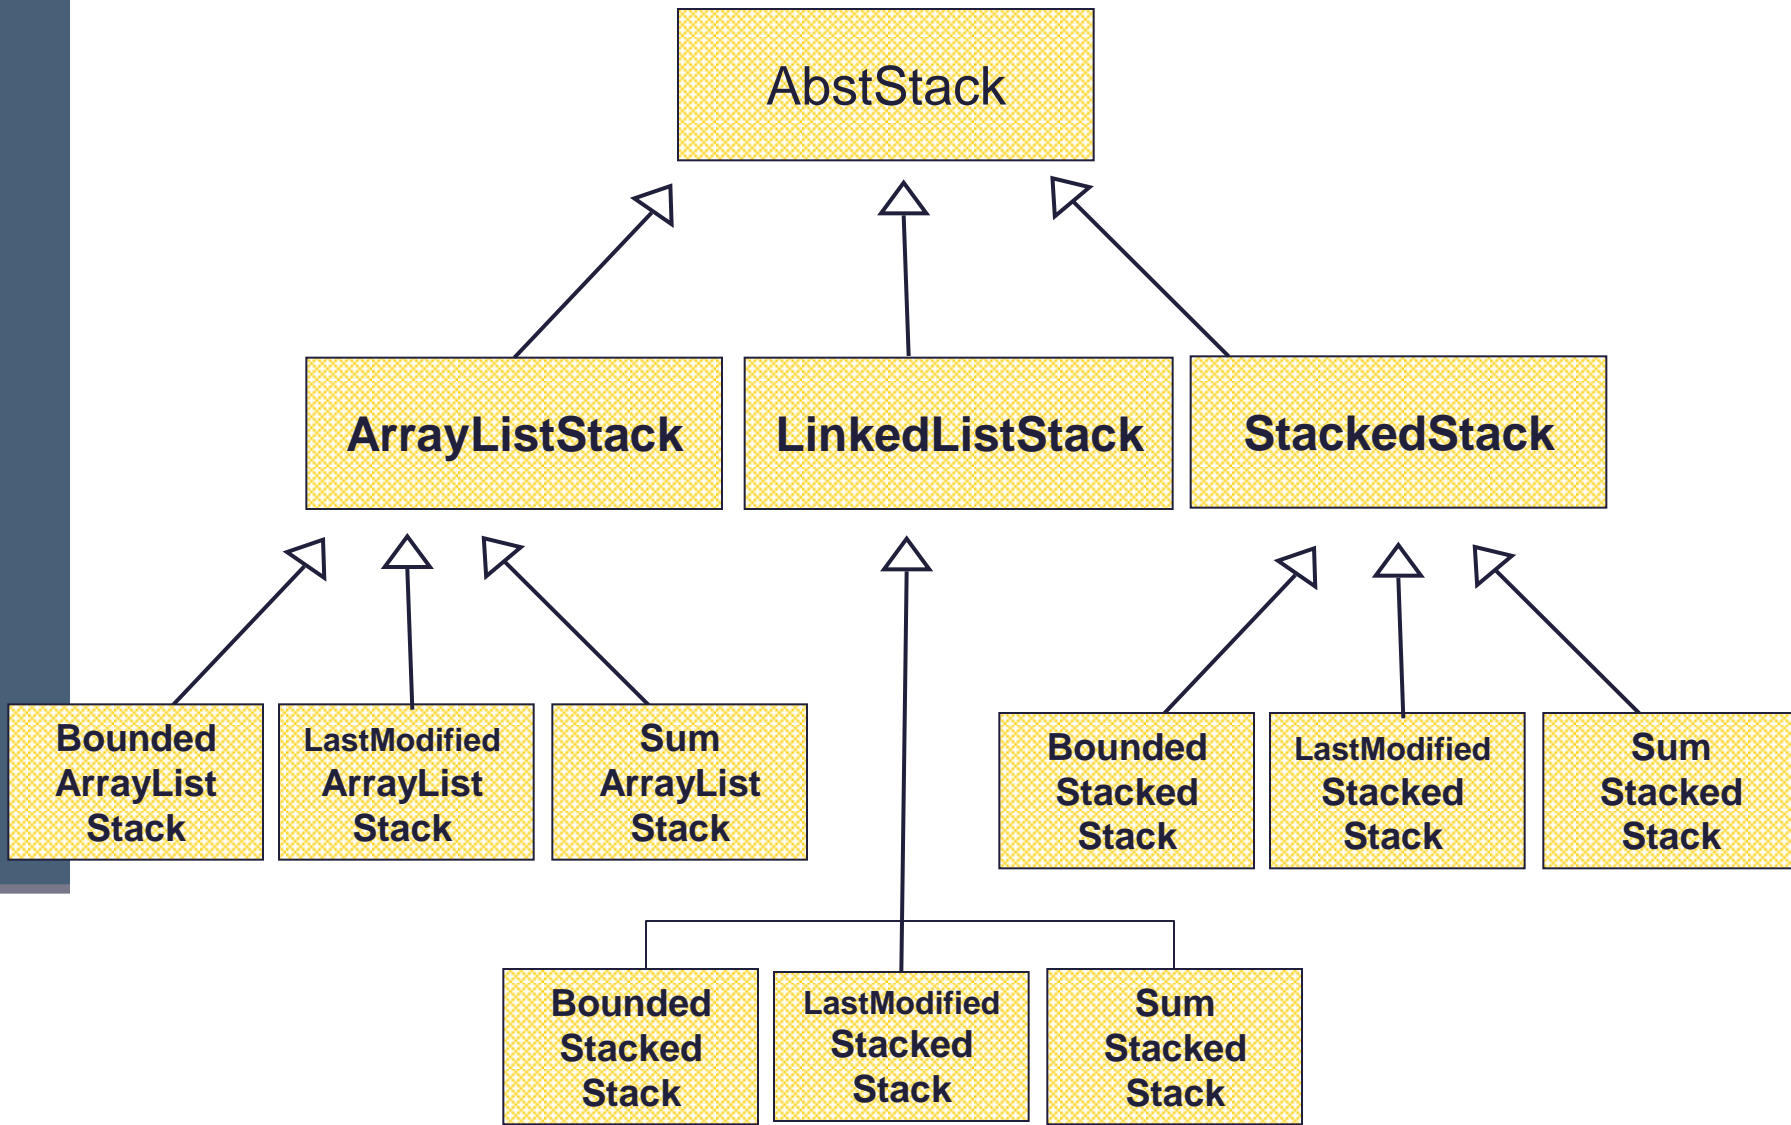 AbstStack
ArrayListStack
LinkedListStack
StackedStack
Bounded
ArrayList
Stack
LastModified
ArrayList
Stack
Sum
ArrayList
Stack
Bounded
Stacked
Stack
LastModified
Stacked
Stack
Sum
Stacked
Stack
Bounded
Stacked
Stack
LastModified
Stacked
Stack
Sum
Stacked
Stack